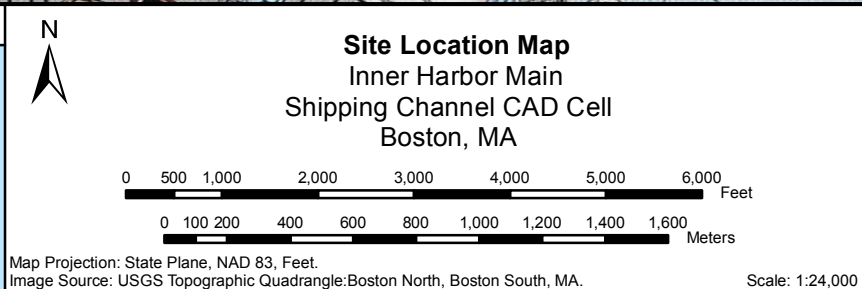 N
Site Location Map
Inner Harbor Main
Shipping Channel CAD Cell
Boston, MA
0 500 1,000 2,000 3,000 4,000 5,000 6,000
Feet
0 100 200 400 600 800 1,000 1,200 1,400 1,600
Meters
Map Projection: State Plane, NAD 83, Feet.
Image Source: USGS Topographic Quadrangle:Boston North, Boston South, MA. Scale: 1:24,000